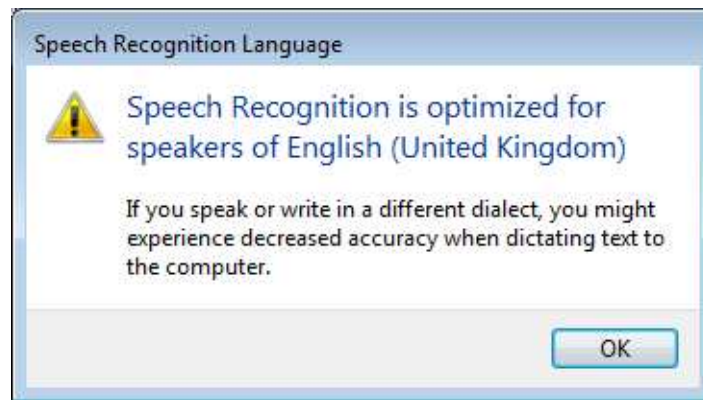 Speech Recognition Language
Speech Recognition is optimized for
speakers of English (United Kingdom)
If you speak or write in a different dialect, you might
experience decreased accuracy when dictating text to
the computer.
OK